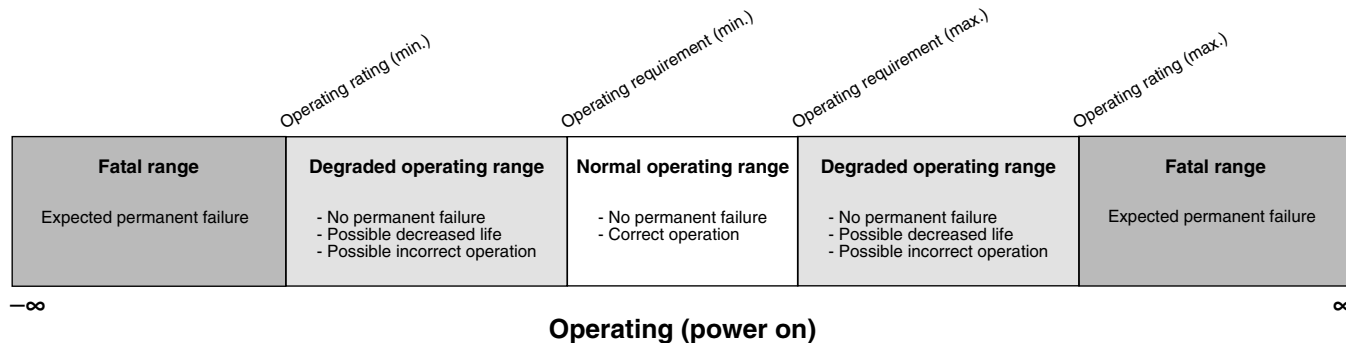 Operating rating (min.)
Operating requirement (min.)
Operating requirement (max.)
Operating rating (max.)
Fatal range
Expected permanent failure
Degraded operating range
- No permanent failure
- Possible decreased life
- Possible incorrect operation
Normal operating range
- No permanent failure
- Correct operation
Degraded operating range
- No permanent failure
- Possible decreased life
- Possible incorrect operation
Fatal range
Expected permanent failure
–∞
∞
Operating (power on)